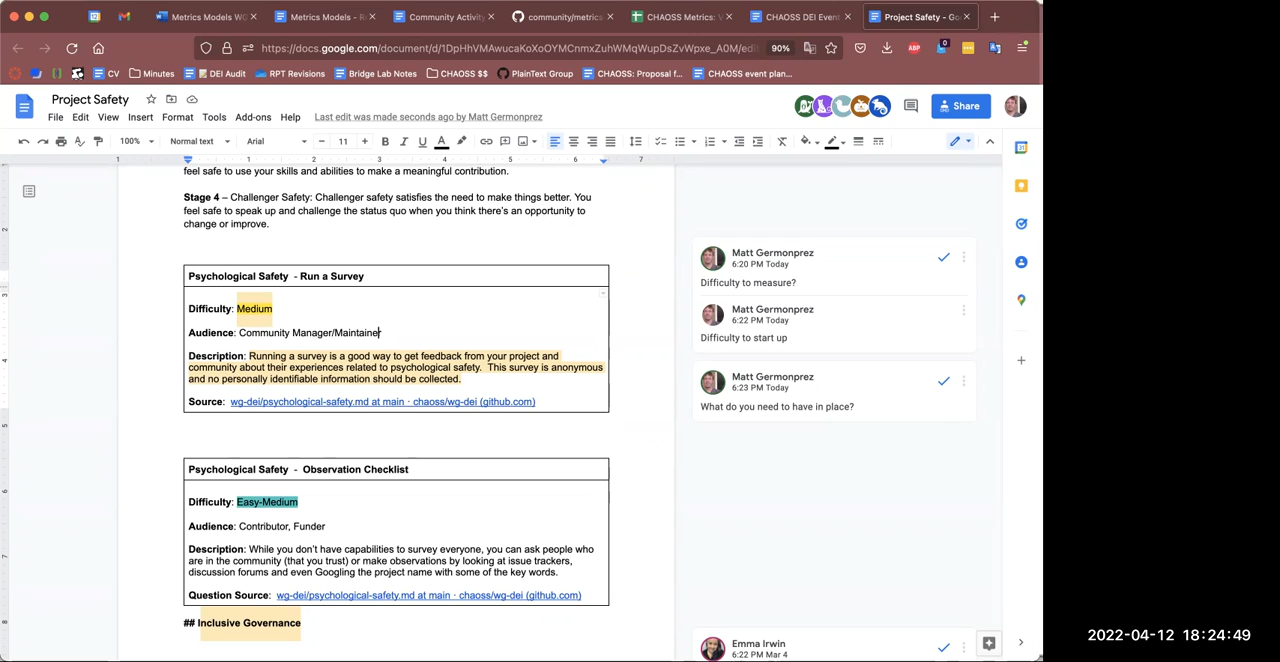 Metrics Models WG
Metrics Models - R
Community Activity
community/metrics
CHAOSS Metrics: V
CHAOSS DEI Event
Project Safety - Go
https://docs.google.com/document/d/1DpHhVMAwucaKoXoOYMCnmxZuhWMqWupDsZvWpxe_A0M/edi
90%
ABP
0
CV
Minutes
DEI Audit
RPT Revisions
Bridge Lab Notes
CHAOSS $$
PlainText Group
CHAOSS: Proposal f...
CHAOSS event plan...
Project Safety
File Edit View Insert Format Tools Add-ons Help
Last edit was made seconds ago by Matt Germonprez
Share
100% Normal text Arial 11
1 1 2 3 4 5 6 7
feel safe to use your skills and abilities to make a meaningful contribution.
Stage 4 – Challenger Safety: Challenger safety satisfies the need to make things better. You
feel safe to speak up and challenge the status quo when you think there's an opportunity to
change or improve.
Psychological Safety - Run a Survey
Difficulty: Medium
Audience: Community Manager/Maintainer
Description: Running a survey is a good way to get feedback from your project and
community about their experiences related to psychological safety. This survey is anonymous
and no personally identifiable information should be collected.
Source: wg-dei/psychological-safety.md at main · chaoss/wg-dei (github.com)
Psychological Safety - Observation Checklist
Difficulty: Easy-Medium
Audience: Contributor, Funder
Description: While you don't have capabilities to survey everyone, you can ask people who
are in the community (that you trust) or make observations by looking at issue trackers,
discussion forums and even Googling the project name with some of the key words.
Question Source: wg-dei/psychological-safety.md at main · chaoss/wg-dei (github.com)
## Inclusive Governance
Matt Germonprez
6:20 PM Today
Difficulty to measure?
Matt Germonprez
6:22 PM Today
Difficulty to start up
Matt Germonprez
6:23 PM Today
What do you need to have in place?
Emma Irwin
6:22 PM Mar 4
2022-04-12 18:24:49